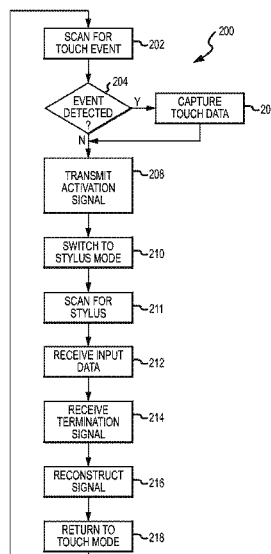 SCAN FOR
TOUCH EVENT
202
200
204
EVENT
DETECTED
?
Y
N
CAPTURE
TOUCH DATA
20
TRANSMIT
ACTIVATION
SIGNAL
208
SWITCH TO
STYLUS MODE
210
SCAN FOR
STYLUS
211
RECEIVE INPUT
DATA
212
RECEIVE
TERMINATION
SIGNAL
214
RECONSTRUCT
SIGNAL
216
RETURN TO
TOUCH MODE
218